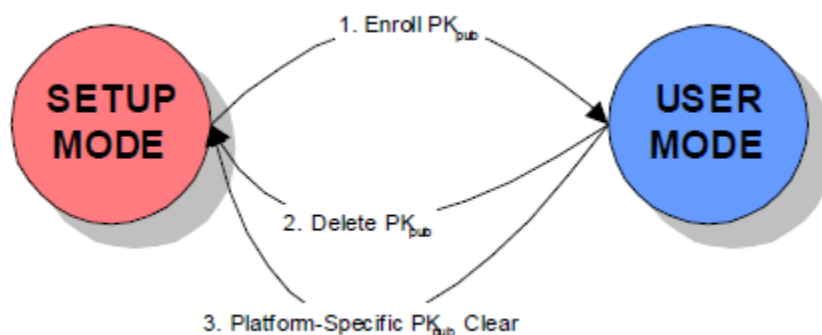 1. Enroll PKpub
SETUP
MODE
USER
MODE
2. Delete PKpub
3. Platform-Specific PKpub Clear